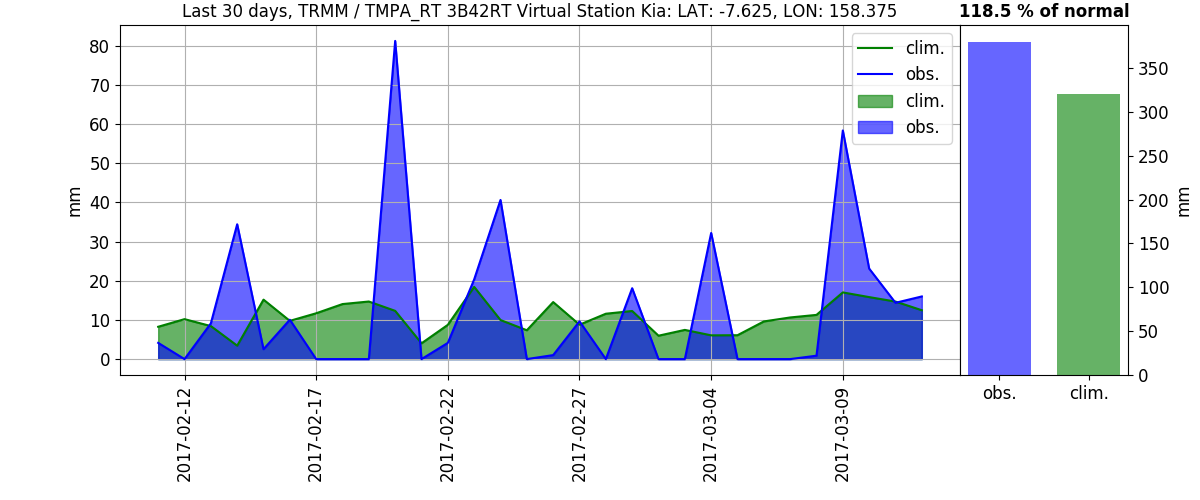 Last 30 days, TRMM / TMPA_RT 3B42RT Virtual Station Kia: LAT: -7.625, LON: 158.375
118.5 % of normal
80
70
60
50
40
30
20
10
0
mm
clim.
obs.
clim.
obs.
2017-02-12
2017-02-17
2017-02-22
2017-02-27
2017-03-04
2017-03-09
350
300
250
200
150
100
50
0
mm
obs.
clim.